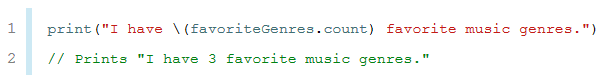 1 print("I have \(favoriteGenres.count) favorite music genres.")
2 // Prints "I have 3 favorite music genres."